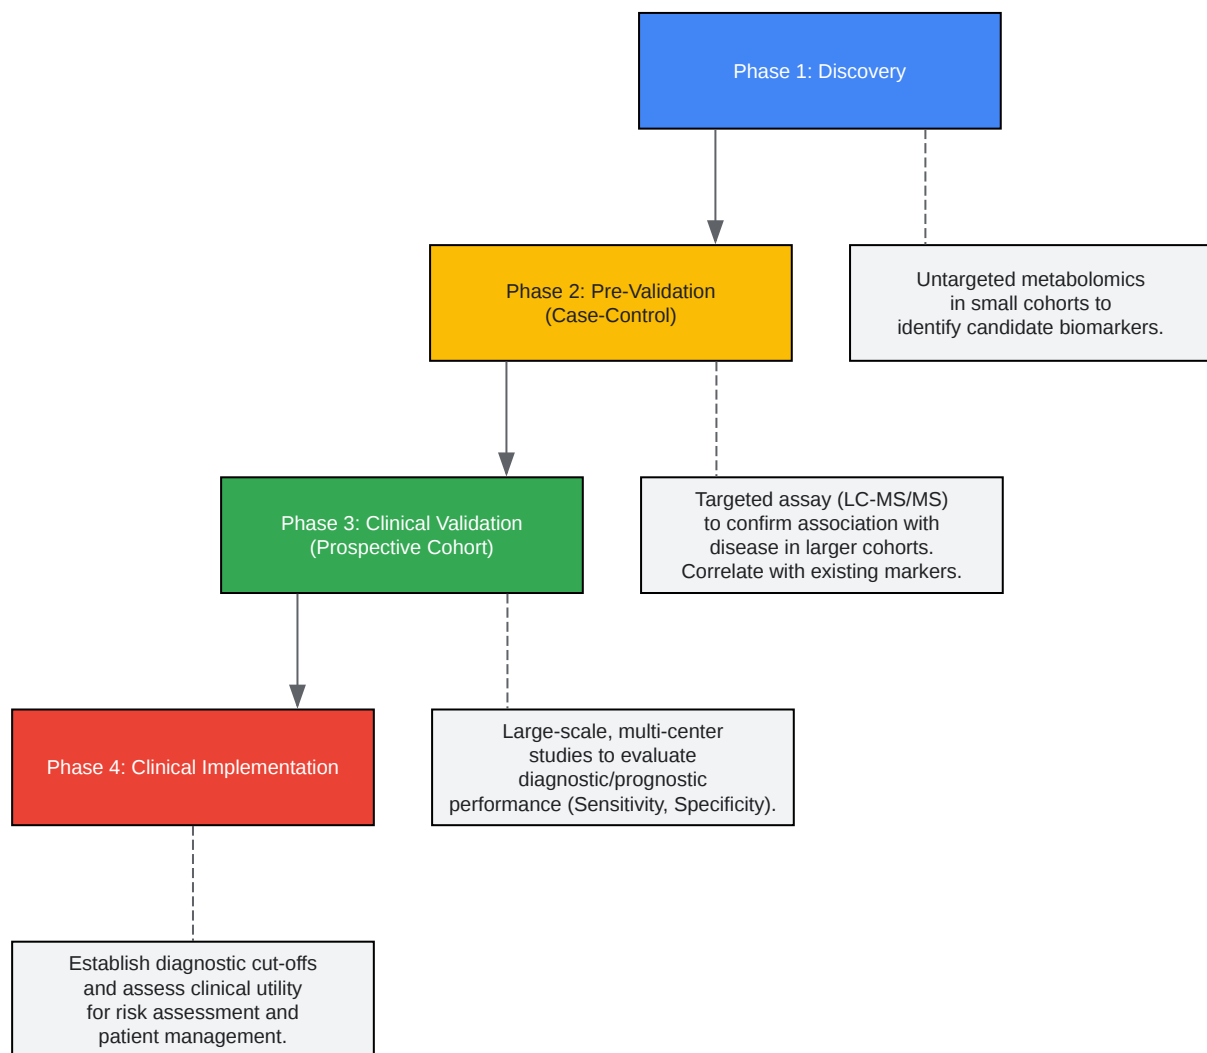 Phase 1: Discovery
Phase 2: Pre-Validation
(Case-Control)
Untargeted metabolomics
in small cohorts to
identify candidate biomarkers.
Phase 3: Clinical Validation
(Prospective Cohort)
Targeted assay (LC-MS/MS)
to confirm association with
disease in larger cohorts.
Correlate with existing markers.
Phase 4: Clinical Implementation
Large-scale, multi-center
studies to evaluate
diagnostic/prognostic
performance (Sensitivity, Specificity).
Establish diagnostic cut-offs
and assess clinical utility
for risk assessment and
patient management.